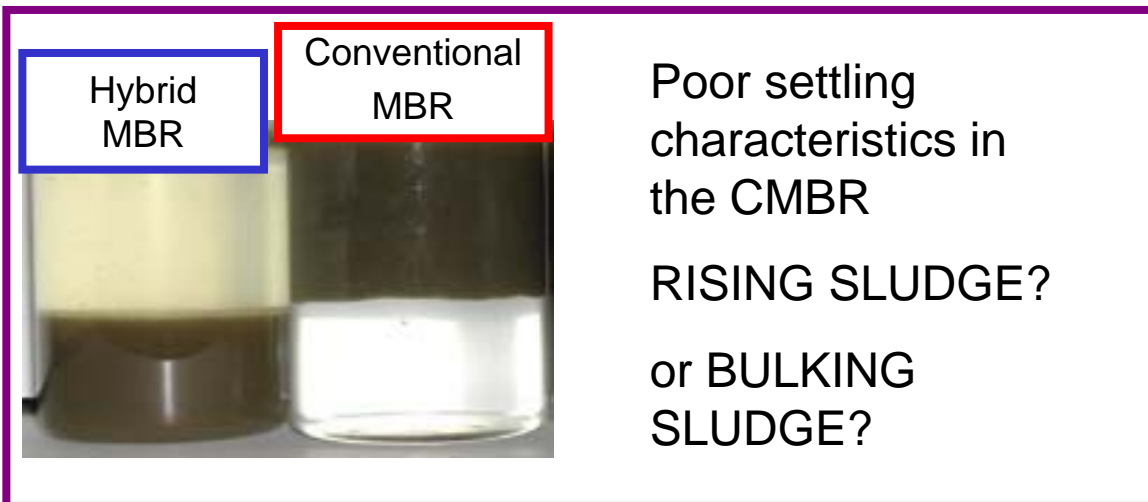 Hybrid
MBR
Conventional
MBR
Poor settling
characteristics in
the CMBR
RISING SLUDGE?
or BULKING
SLUDGE?